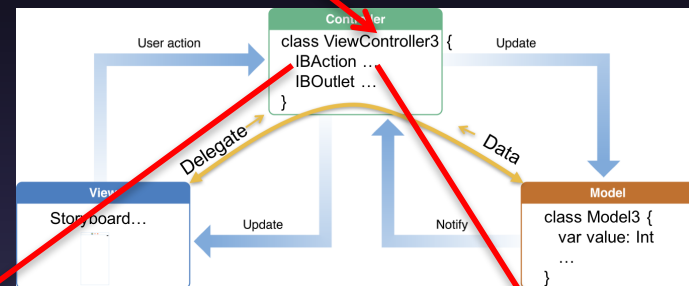 Controller
class ViewController3 {
IBAction …
IBOutlet …
}
User action
Update
Delegate
Data
View
Storyboard…
Update
Notify
Model
class Model3 {
var value: Int
…
}